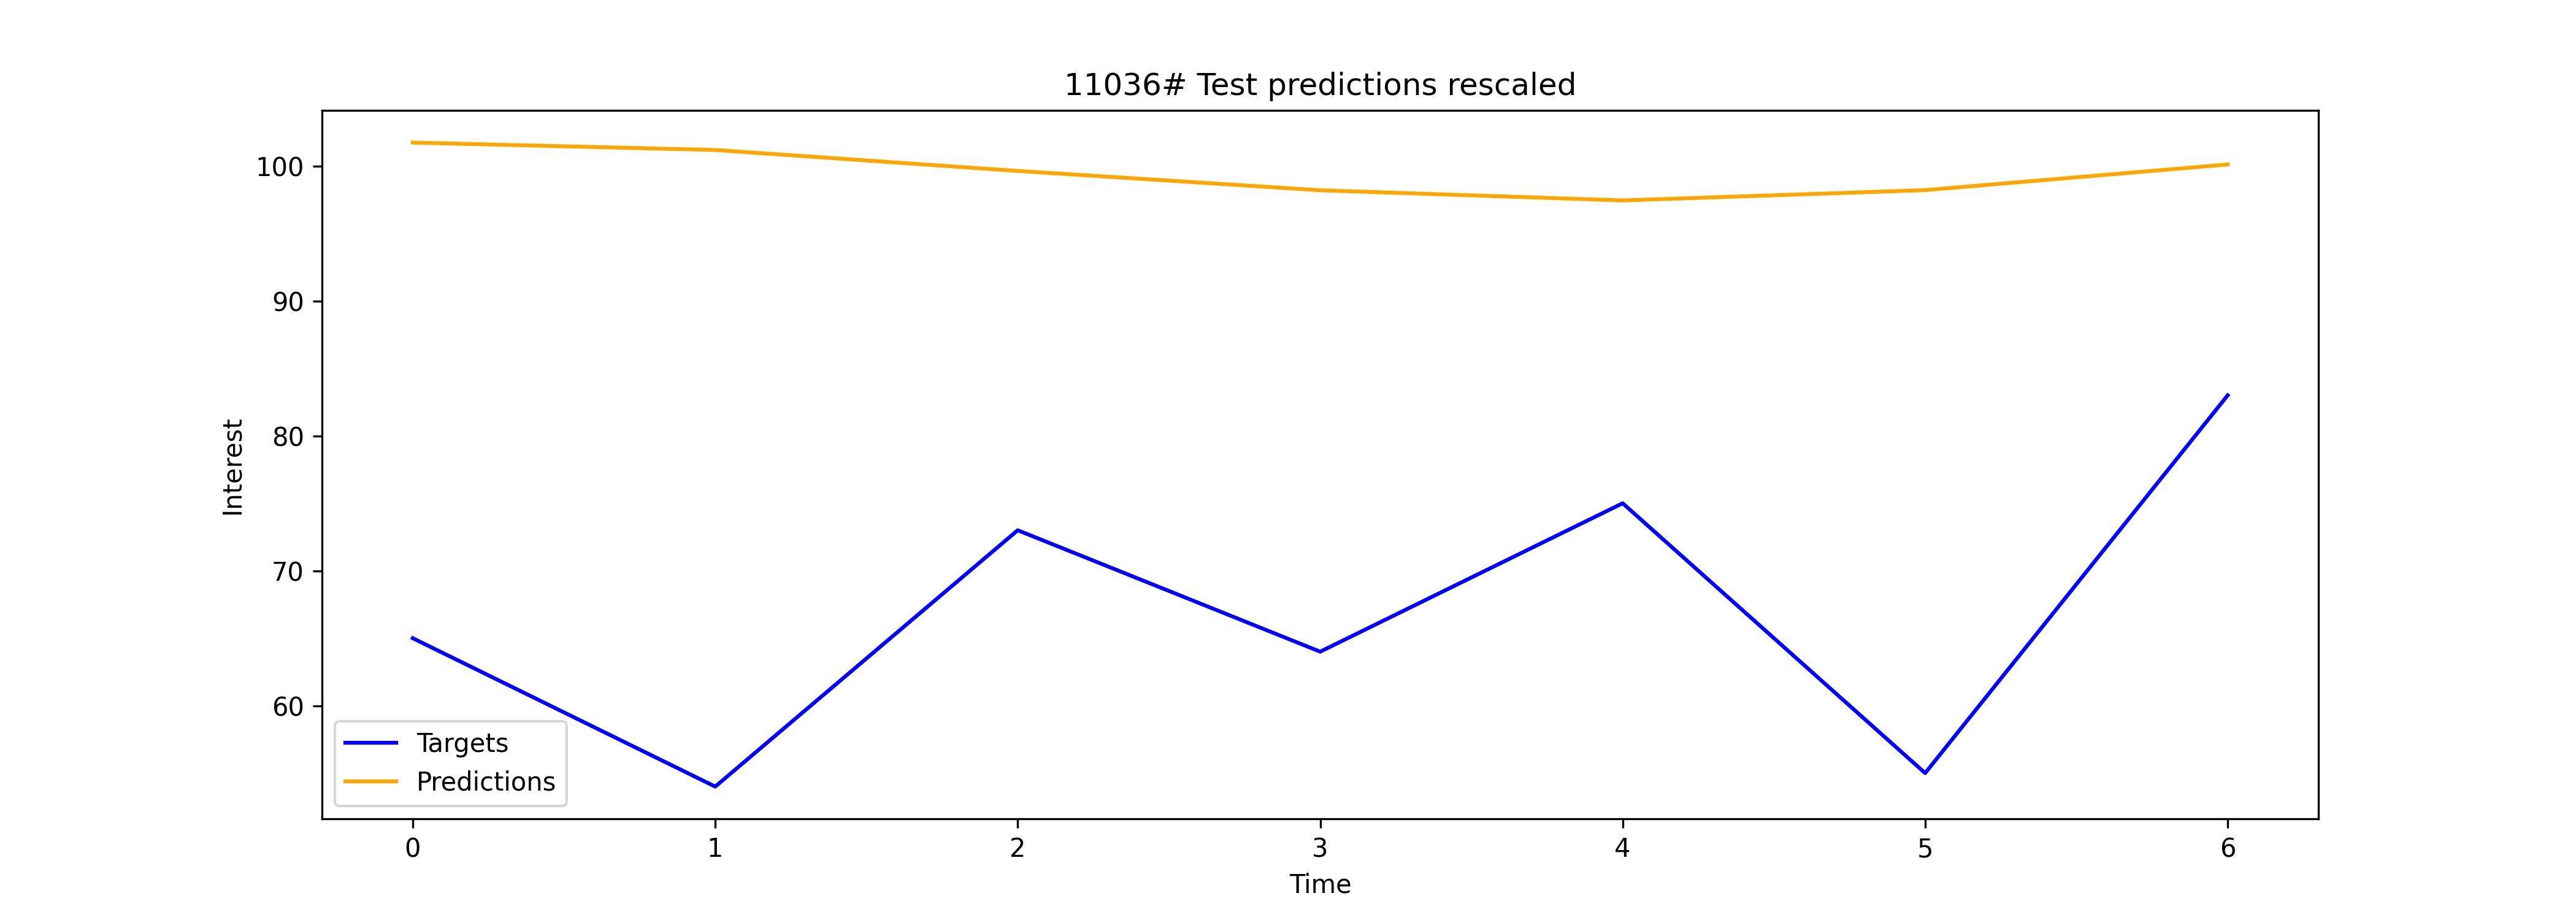 11036# Test predictions rescaled
100
90
80
70
60
Interest
Targets
Predictions
0 1 2 3 4 5 6
Time